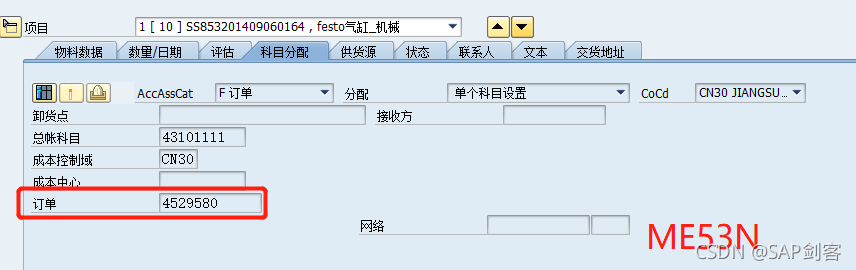 项目 1 [ 10 ] SS853201409060164 , festo气缸_机械
物料数据 数量/日期 评估 科目分配 供货源 状态 联系人 文本 交货地址
AccAssCat F 订单 分配 单个科目设置 CoCd CN30 JIANGSU...
卸货点 接收方
总帐科目 43101111
成本控制域 CN30
成本中心
订单 4529580
网络
ME53N
CSDN @SAP剑客